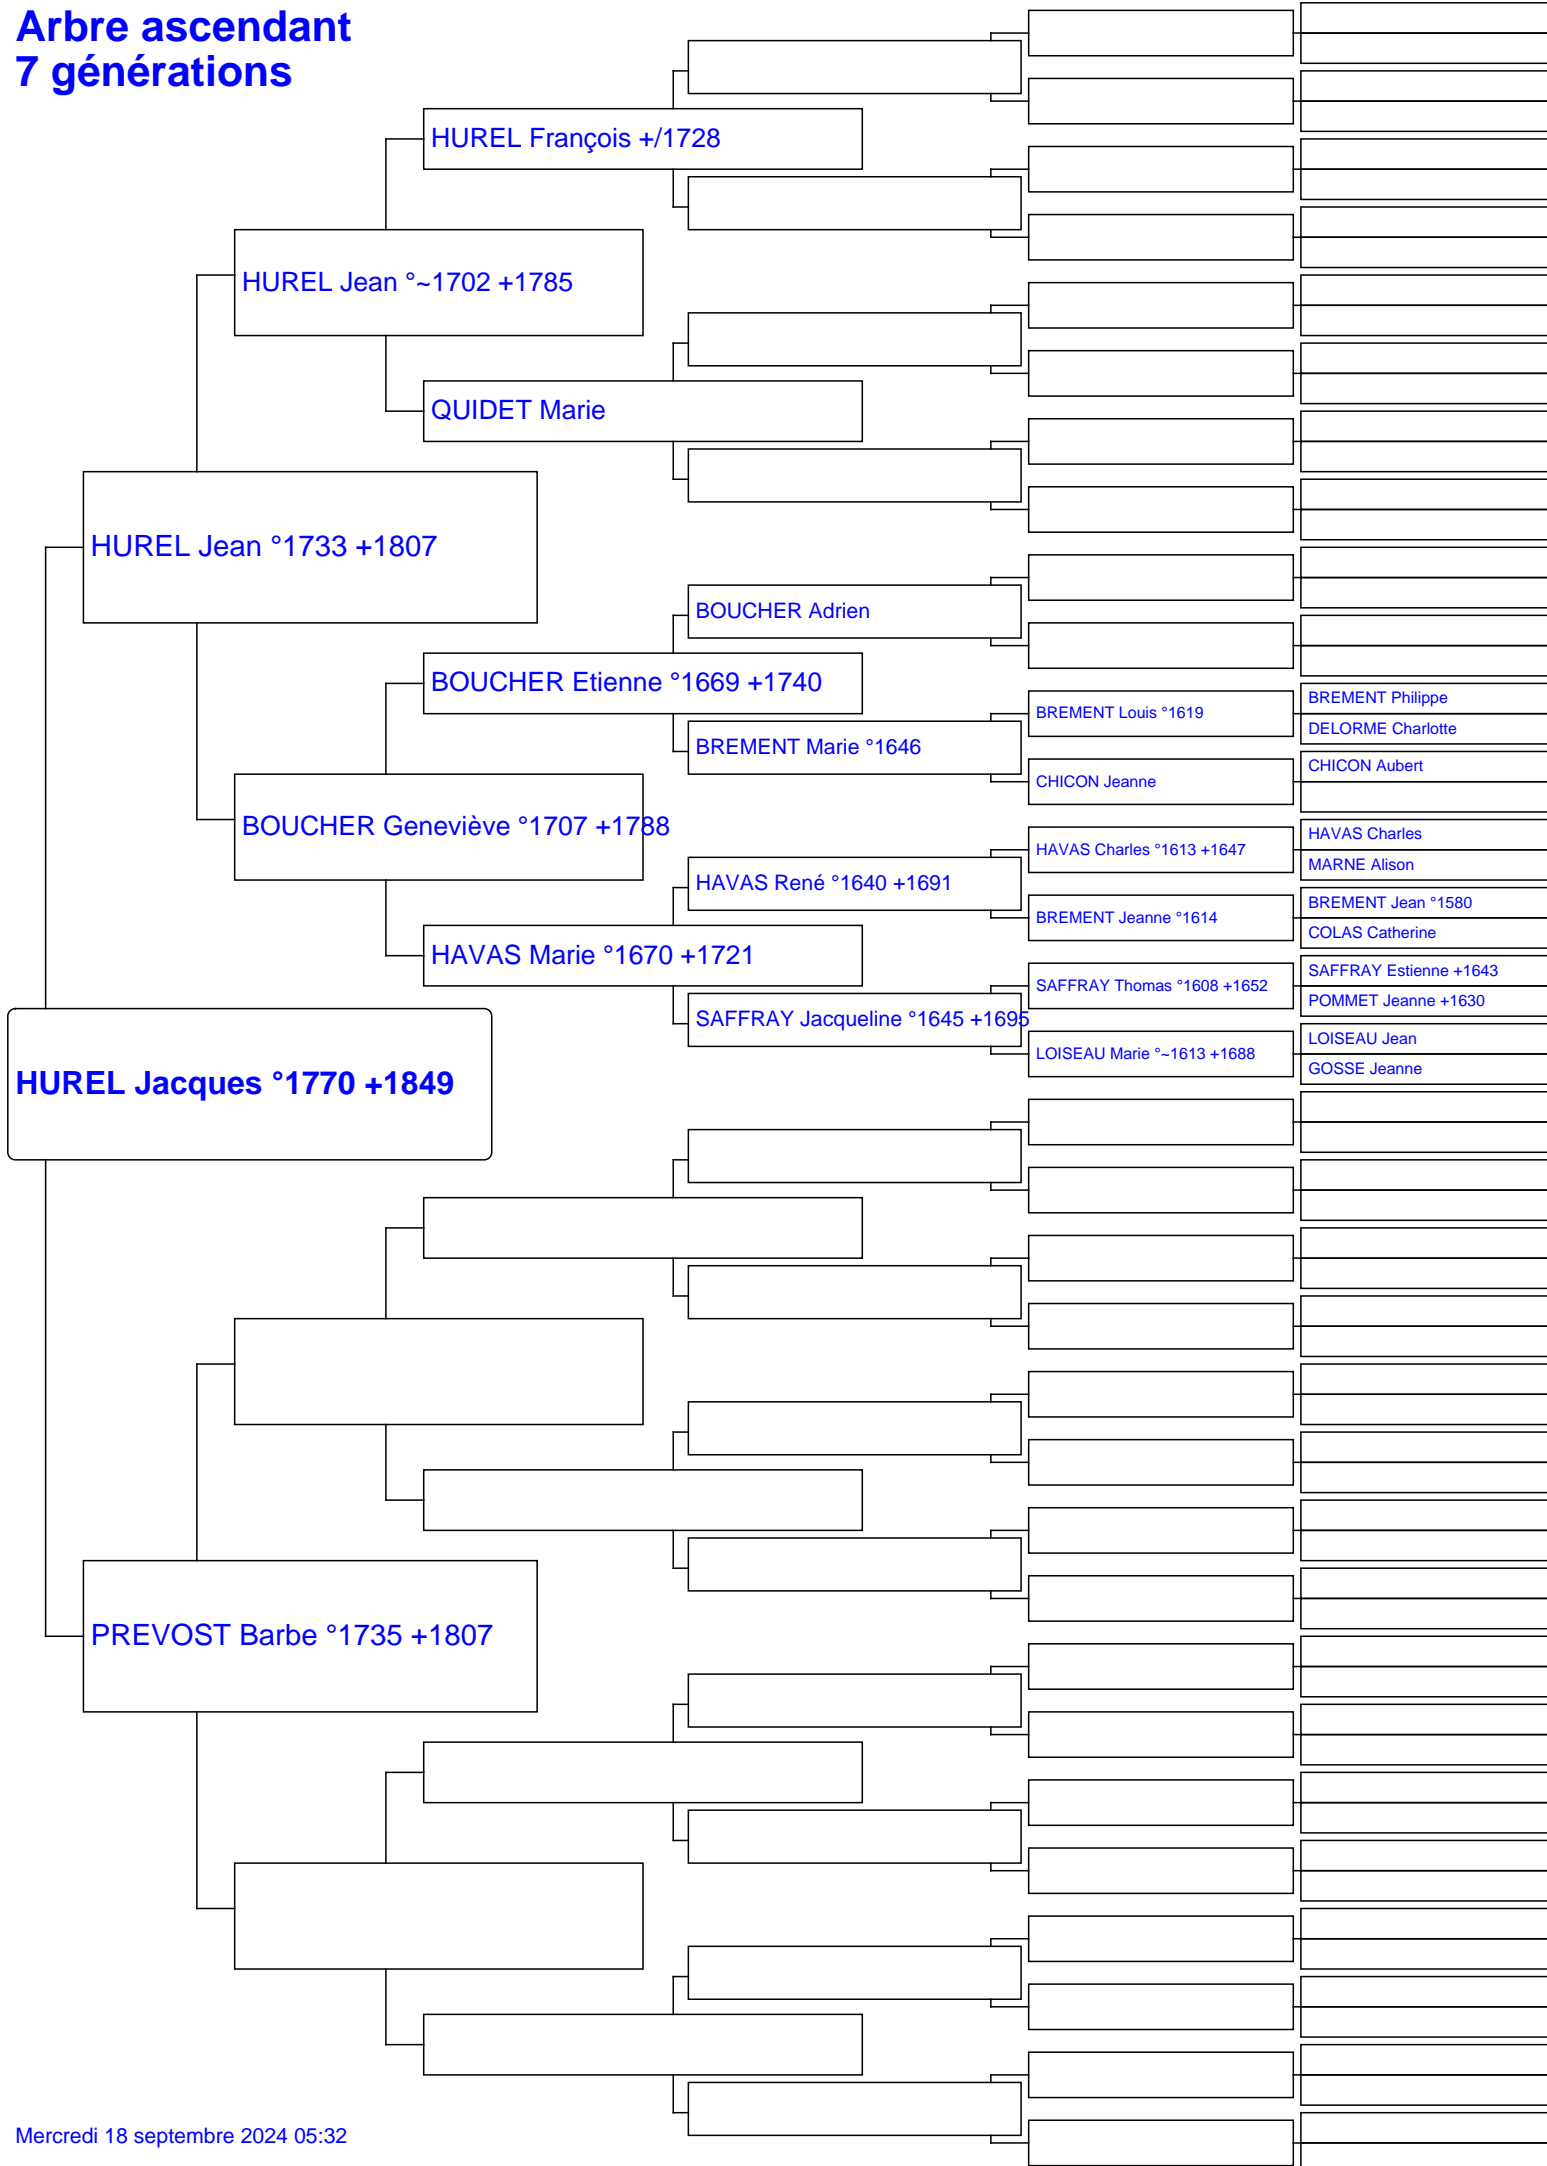 Arbre ascendant
7 générations
HUREL François +/1728
HUREL Jean °~1702 +1785
QUIDET Marie
HUREL Jean °1733 +1807
BOUCHER Adrien
BOUCHER Etienne °1669 +1740
BREMENT Philippe
BREMENT Louis °1619
DELORME Charlotte
BREMENT Marie °1646
CHICON Aubert
CHICON Jeanne
BOUCHER Geneviève °1707 +1788
HAVAS Charles
HAVAS Charles °1613 +1647
MARNE Alison
HAVAS René °1640 +1691
BREMENT Jean °1580
BREMENT Jeanne °1614
COLAS Catherine
HAVAS Marie °1670 +1721
SAFFRAY Estienne +1643
SAFFRAY Thomas °1608 +1652
POMMET Jeanne +1630
SAFFRAY Jacqueline °1645 +1695
LOISEAU Jean
LOISEAU Marie °~1613 +1688
GOSSE Jeanne
HUREL Jacques °1770 +1849
PREVOST Barbe °1735 +1807
Mercredi 18 septembre 2024 05:32